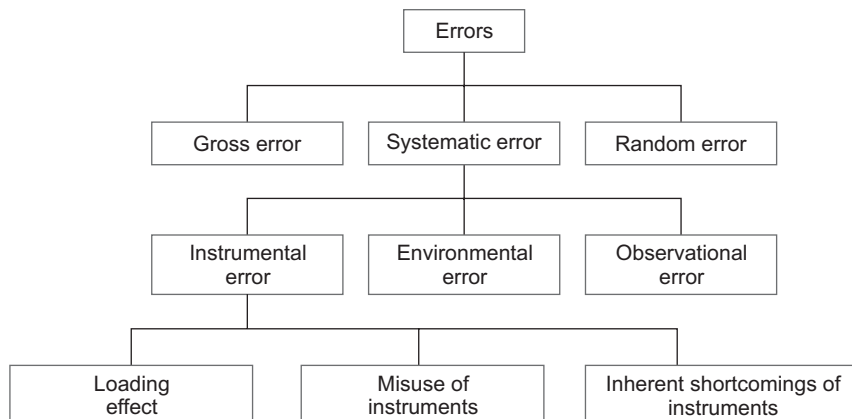 Errors
Gross error
Systematic error
Random error
Instrumental
error
Environmental
error
Observational
error
Loading
effect
Misuse of
instruments
Inherent shortcomings of
instruments